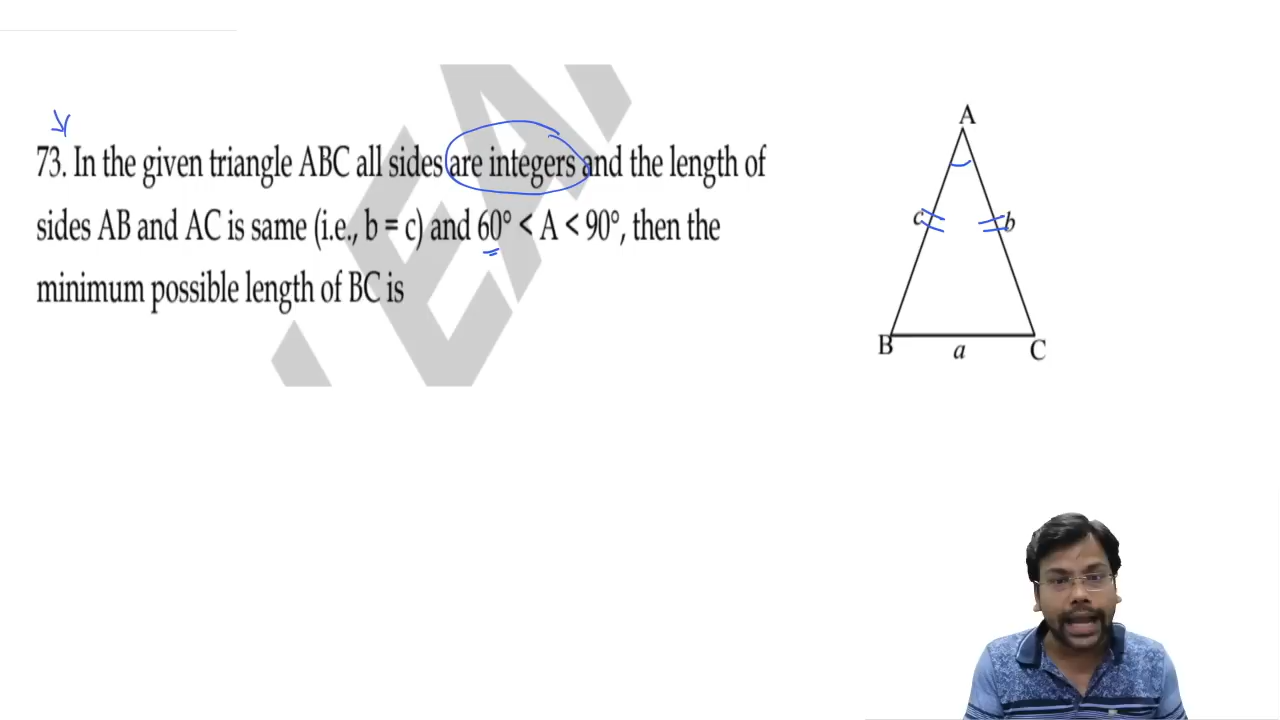 73. In the given triangle ABC all sides are integers and the length of
sides AB and AC is same (i.e., b = c) and 60° < A < 90°, then the
minimum possible length of BC is
A
c
b
B
a
C